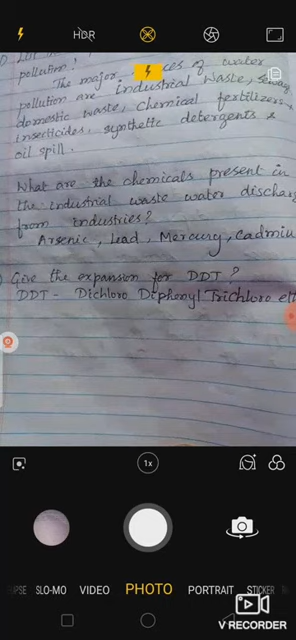 HDR
pollution?
The major ces of water
pollution are industrial waste, sewage
domestic waste, chemical fertilizers
insecticides, synthetic detergents &
oil spill.
What are the chemicals present in
the industrial waste water discharg
from industries?
Arsenic, Lead, Mercury, Cadmiu
Give the expansion for DDT?
DDT - Dichloro Diphenyl Trichloro eth
1x
SLO-MO VIDEO PHOTO PORTRAIT STICKER
V RECORDER